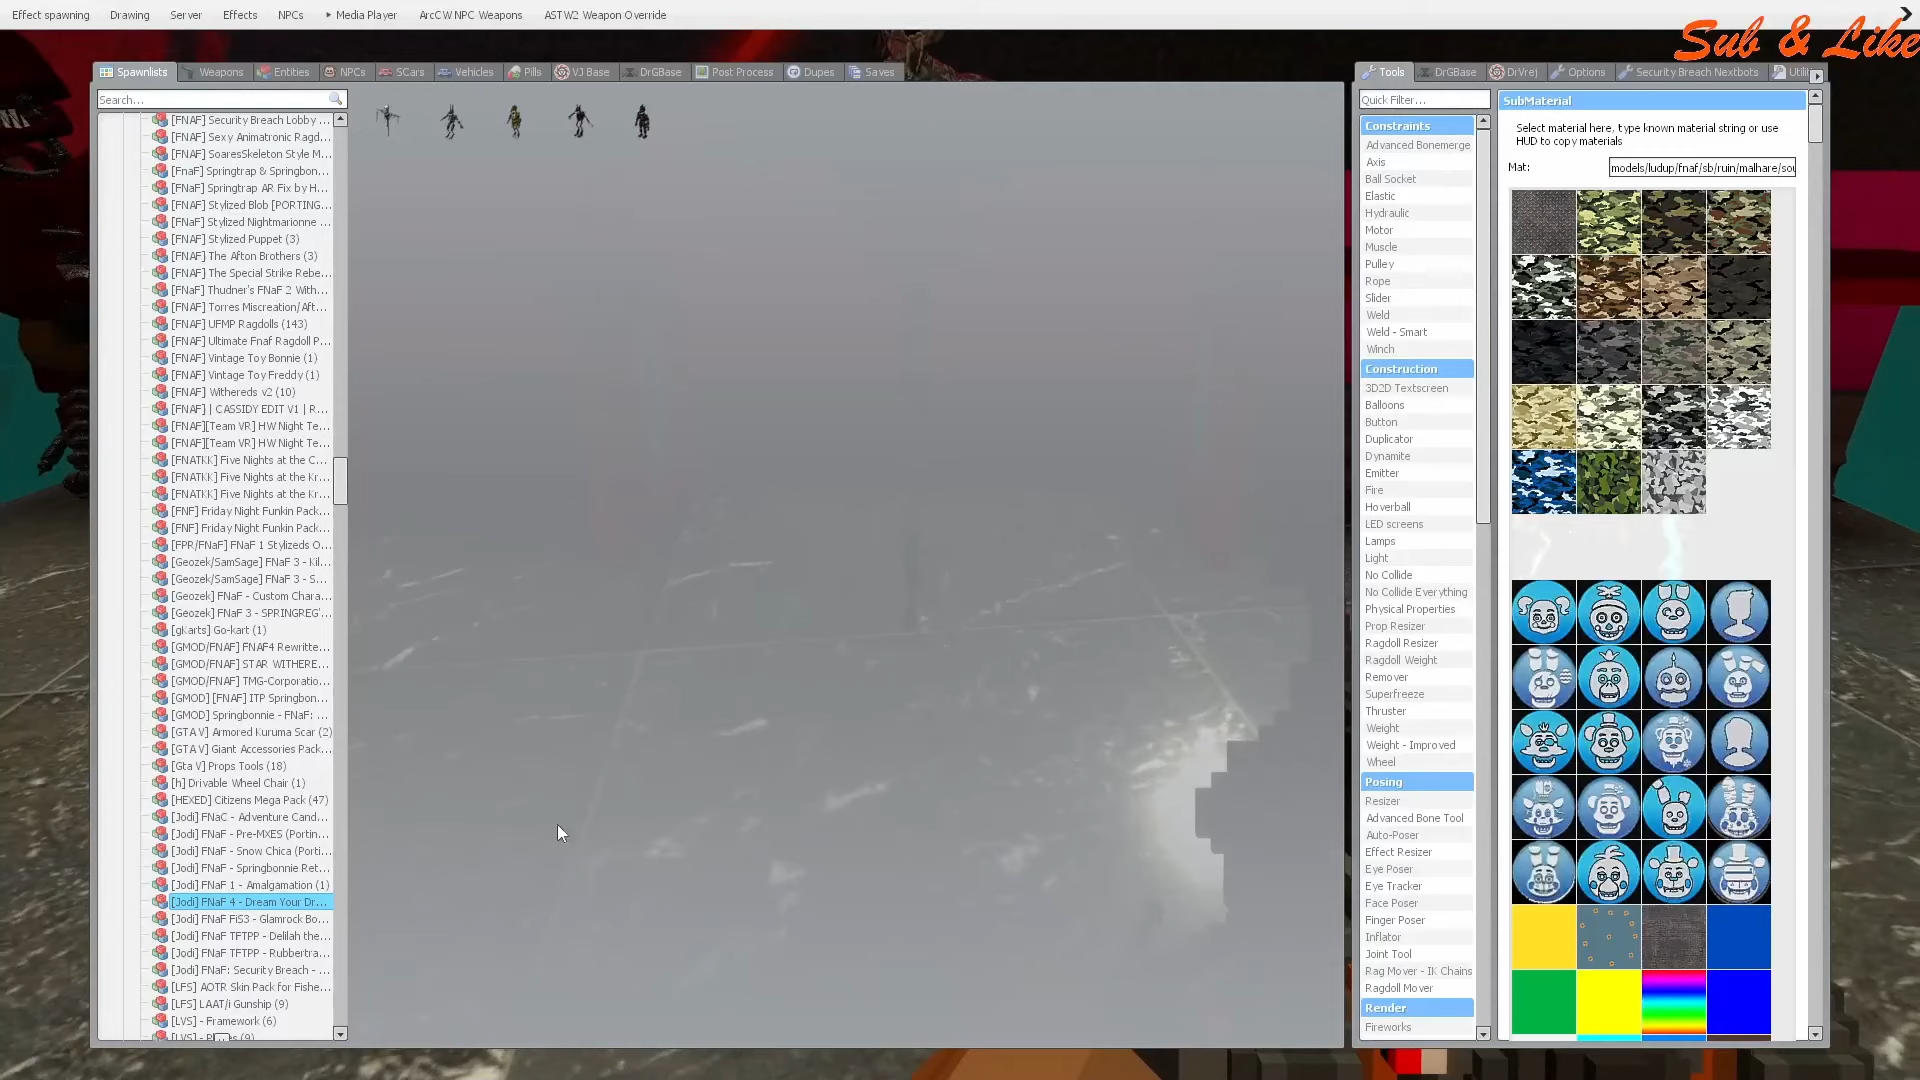 Effect spawning Drawing Server Effects NPCs Media Player ArcCW NPC Weapons ASTW2 Weapon Override
Sub & Like
Spawnlists Weapons Entities NPCs SCars Vehicles Pills VJ Base DrGBase Post Process Dupes Saves
Search...
[FNAF] Security Breach Lobby ...
[FNAF] Sexy Animatronic Ragd...
[FNAF] SoaresSkeleton Style M...
[FnaF] Springtrap & Springbon...
[FNaF] Springtrap AR Fix by H...
[FNAF] Stylized Blob [PORTING...
[FNaF] Stylized Nightmarionne ...
[FNAF] Stylized Puppet (3)
[FNAF] The Afton Brothers (3)
[FNAF] The Special Strike Rebe...
[FNaF] Thudner's FNaF 2 With...
[FNAF] Torres Miscreation/Aft...
[FNAF] UFMP Ragdolls (143)
[FNAF] Ultimate Fnaf Ragdoll P...
[FNAF] Vintage Toy Bonnie (1)
[FNAF] Vintage Toy Freddy (1)
[FNAF] Withereds v2 (10)
[FNAF] | CASSIDY EDIT V1 | R...
[FNAF][Team VR] HW Night Te...
[FNAF][Team VR] HW Night Te...
[FNATKK] Five Nights at the C...
[FNATKK] Five Nights at the Kr...
[FNATKK] Five Nights at the Kr...
[FNF] Friday Night Funkin Pack...
[FNF] Friday Night Funkin Pack...
[FPR/FNaF] FNaF 1 Stylizeds O...
[Geozek/SamSage] FNaF 3 - Kil...
[Geozek/SamSage] FNaF 3 - S...
[Geozek] FNaF - Custom Chara...
[Geozek] FNaF 3 - SPRINGREG...
[gKarts] Go-kart (1)
[GMOD/FNAF] FNAF4 Rewritte...
[GMOD/FNAF] STAR WITHERE...
[GMOD/FNAF] TMG-Corporatio...
[GMOD] [FNAF] ITP Springbon...
[GMOD] Springbonnie - FNaF: ...
[GTA V] Armored Kuruma Scar (2)
[GTA V] Giant Accessories Pack...
[Gta V] Props Tools (18)
[h] Drivable Wheel Chair (1)
[HEXED] Citizens Mega Pack (47)
[Jodi] FNaC - Adventure Cand...
[Jodi] FNaF - Pre-MXES (Portin...
[Jodi] FNaF - Snow Chica (Porti...
[Jodi] FNaF - Springbonnie Ret...
[Jodi] FNaF 1 - Amalgamation (1)
[Jodi] FNaF 4 - Dream Your Dr...
[Jodi] FNaF FiS3 - Glamrock Bo...
[Jodi] FNaF TFTPP - Delilah the...
[Jodi] FNaF TFTPP - Rubbertra...
[Jodi] FNaF: Security Breach - ...
[LFS] AOTR Skin Pack for Fishe...
[LFS] LAAT/i Gunship (9)
[LVS] - Framework (6)
Tools DrGBase DrVrej Options Security Breach Nextbots
Quick Filter...
Constraints
Advanced Bonemerge
Axis
Ball Socket
Elastic
Hydraulic
Motor
Muscle
Pulley
Rope
Slider
Weld
Weld - Smart
Winch
Construction
3D2D Textscreen
Balloons
Button
Duplicator
Dynamite
Emitter
Fire
Hoverball
LED screens
Lamps
Light
No Collide
No Collide Everything
Physical Properties
Prop Resizer
Ragdoll Resizer
Ragdoll Weight
Remover
Superfreeze
Thruster
Weight
Weight - Improved
Wheel
Posing
Resizer
Advanced Bone Tool
Auto-Poser
Effect Resizer
Eye Poser
Eye Tracker
Face Poser
Finger Poser
Inflator
Joint Tool
Rag Mover - IK Chains
Ragdoll Mover
Render
Fireworks
SubMaterial
Select material here, type known material string or use
HUD to copy materials
Mat: models/ludup/fnaf/sb/ruin/malhare/sou